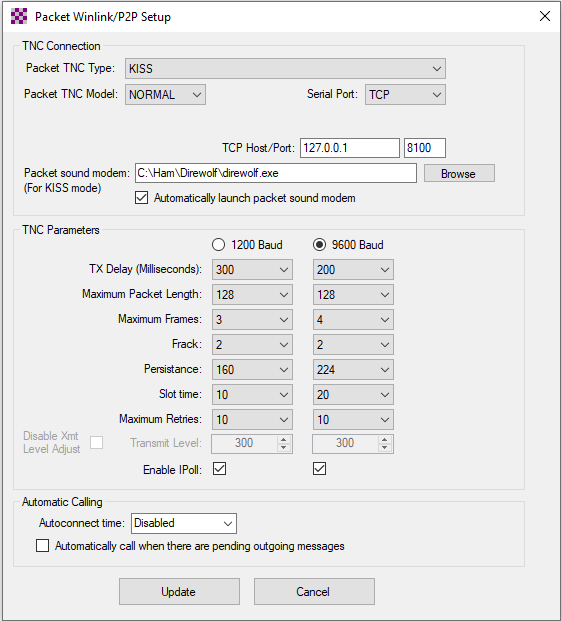 Packet Winlink/P2P Setup
TNC Connection
Packet TNC Type: KISS
Packet TNC Model: NORMAL Serial Port: TCP
TCP Host/Port: 127.0.0.1 8100
Packet sound modem: C:\Ham\Direwolf\direwolf.exe Browse
(For KISS mode)
Automatically launch packet sound modem
TNC Parameters
1200 Baud 9600 Baud
TX Delay (Milliseconds): 300 200
Maximum Packet Length: 128 128
Maximum Frames: 3 4
Frack: 2 2
Persistance: 160 224
Slot time: 10 20
Maximum Retries: 10 10
Disable Xmt
Level Adjust Transmit Level: 300 300
Enable IPoll:
Automatic Calling
Autoconnect time: Disabled
Automatically call when there are pending outgoing messages
Update Cancel